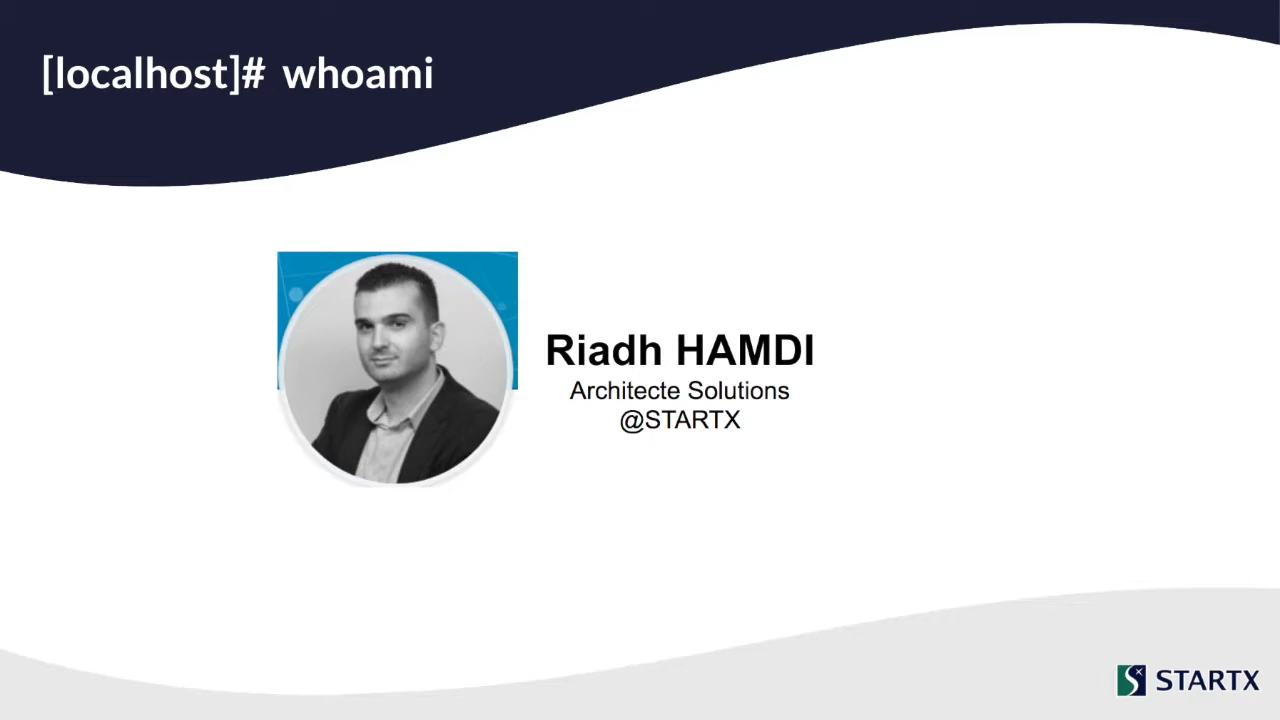 [localhost]# whoami
Riadh HAMDI
Architecte Solutions
@STARTX
STARTX